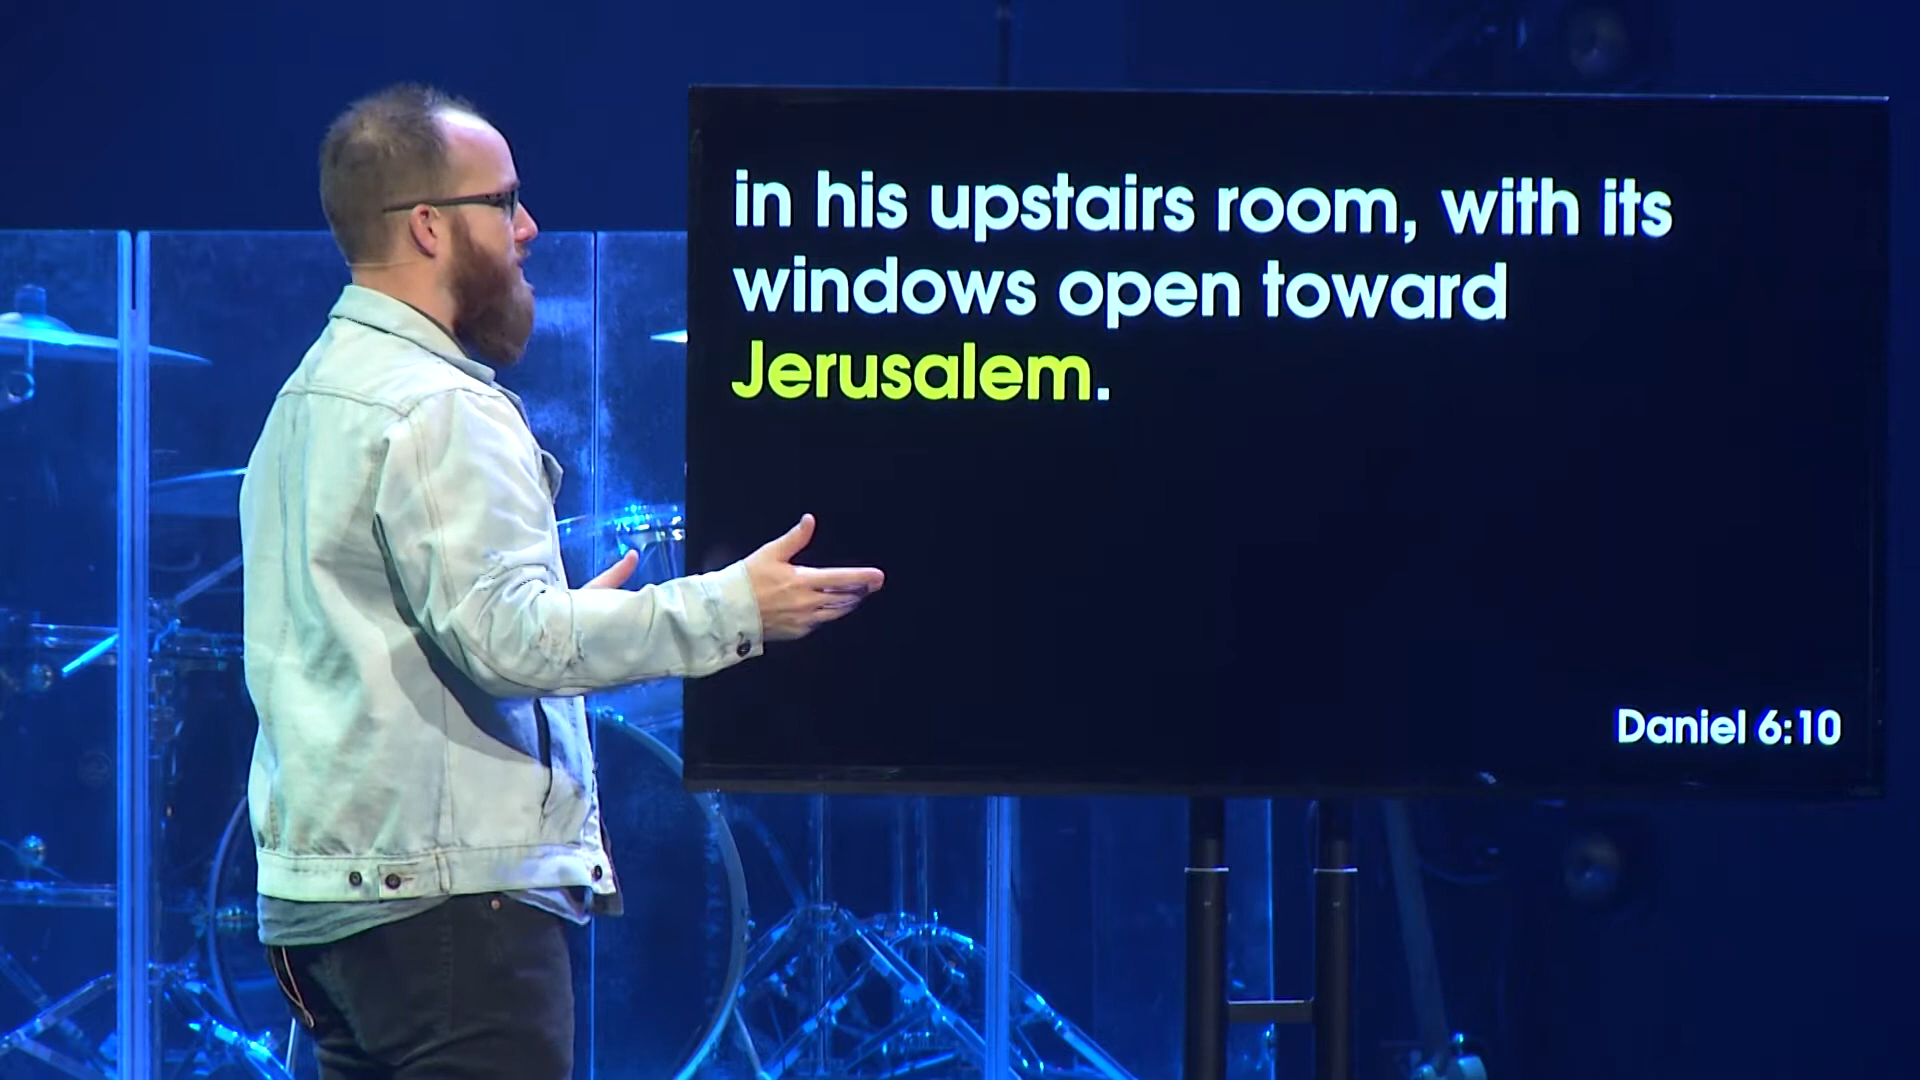 in his upstairs room, with its
windows open toward
Jerusalem.
Daniel 6:10